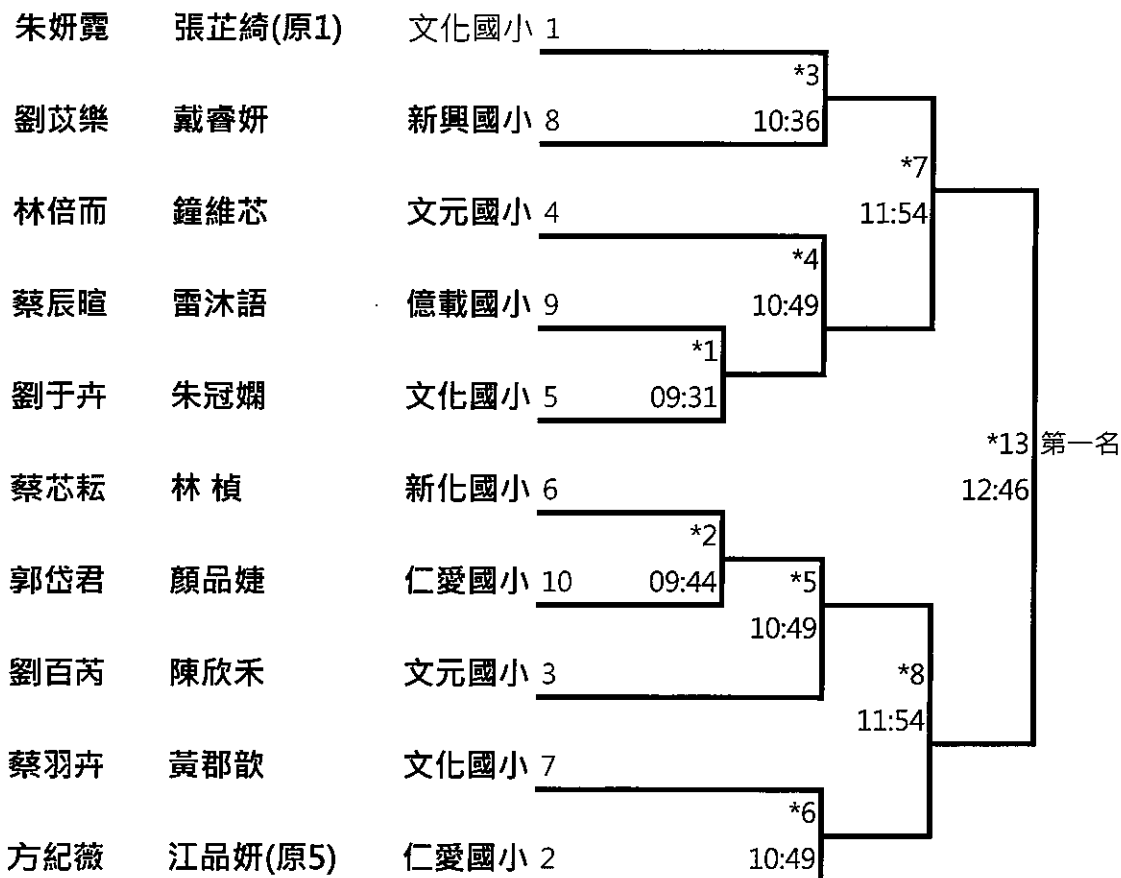 朱妍霓 張芷綺(原1) 文化國小 1
*3
劉苡樂 戴睿妍 新興國小 8 10:36
*7
林倍而 鐘維芯 文元國小 4 11:54
*4
蔡辰暄 雷沐語 億載國小 9 10:49
*1
劉于卉 朱冠嫻 文化國小 5 09:31
*13 第一名
蔡芯耘 林 楨 新化國小 6 12:46
*2
郭岱君 顏品婕 仁愛國小 10 09:44 *5
10:49
劉百芮 陳欣禾 文元國小 3 *8
11:54
蔡羽卉 黃郡歆 文化國小 7
*6
方紀薇 江品妍(原5) 仁愛國小 2 10:49